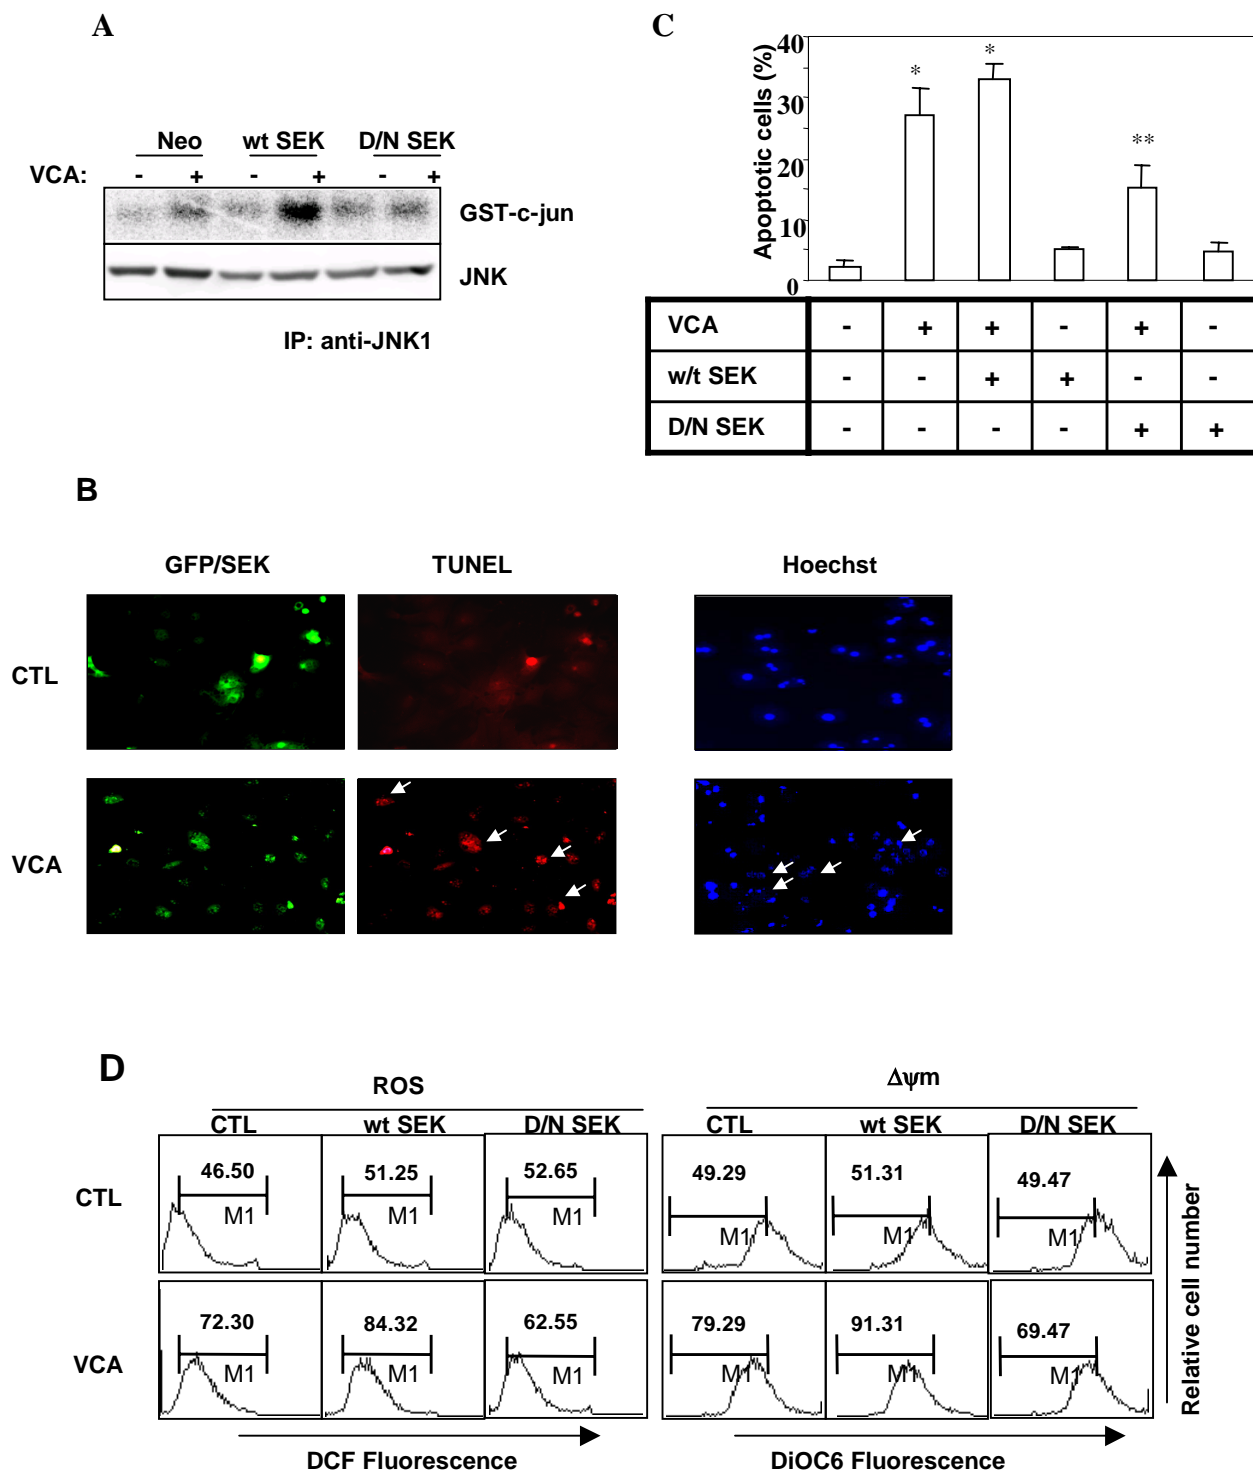 A
Neo wt SEK D/N SEK
VCA: - + - + - +
GST-c-jun
JNK
IP: anti-JNK1
C
Apoptotic cells (%)
40
30
20
10
0
* * **
VCA - + + - + -
w/t SEK - - + + - -
D/N SEK - - - - + +
B
GFP/SEK TUNEL Hoechst
CTL
VCA
D
ROS Δψm
CTL wt SEK D/N SEK CTL wt SEK D/N SEK
CTL
46.50 51.25 52.65 49.29 51.31 49.47
M1 M1 M1 M1 M1 M1
VCA
72.30 84.32 62.55 79.29 91.31 69.47
M1 M1 M1 M1 M1 M1
Relative cell number
DCF Fluorescence DiOC6 Fluorescence